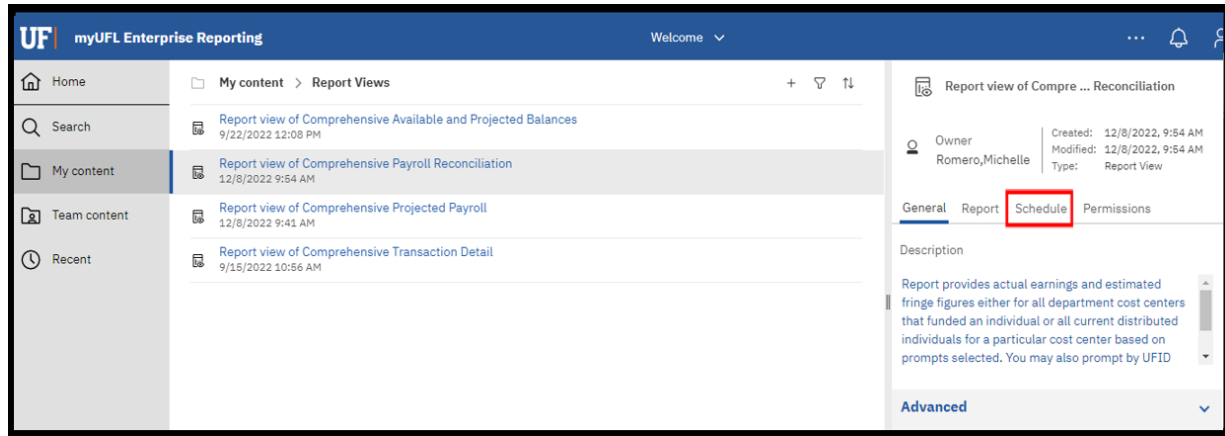 UF myUFL Enterprise Reporting Welcome ...
Home
Search
My content
Team content
Recent
My content > Report Views +
Report view of Comprehensive Available and Projected Balances
9/22/2022 12:08 PM
Report view of Comprehensive Payroll Reconciliation
12/8/2022 9:54 AM
Report view of Comprehensive Projected Payroll
12/8/2022 9:41 AM
Report view of Comprehensive Transaction Detail
9/15/2022 10:56 AM
Report view of Compre ... Reconciliation
Owner
Romero,Michelle
Created: 12/8/2022, 9:54 AM
Modified: 12/8/2022, 9:54 AM
Type: Report View
General Report Schedule Permissions
Description
Report provides actual earnings and estimated
fringe figures either for all department cost centers
that funded an individual or all current distributed
individuals for a particular cost center based on
prompts selected. You may also prompt by UFID
Advanced